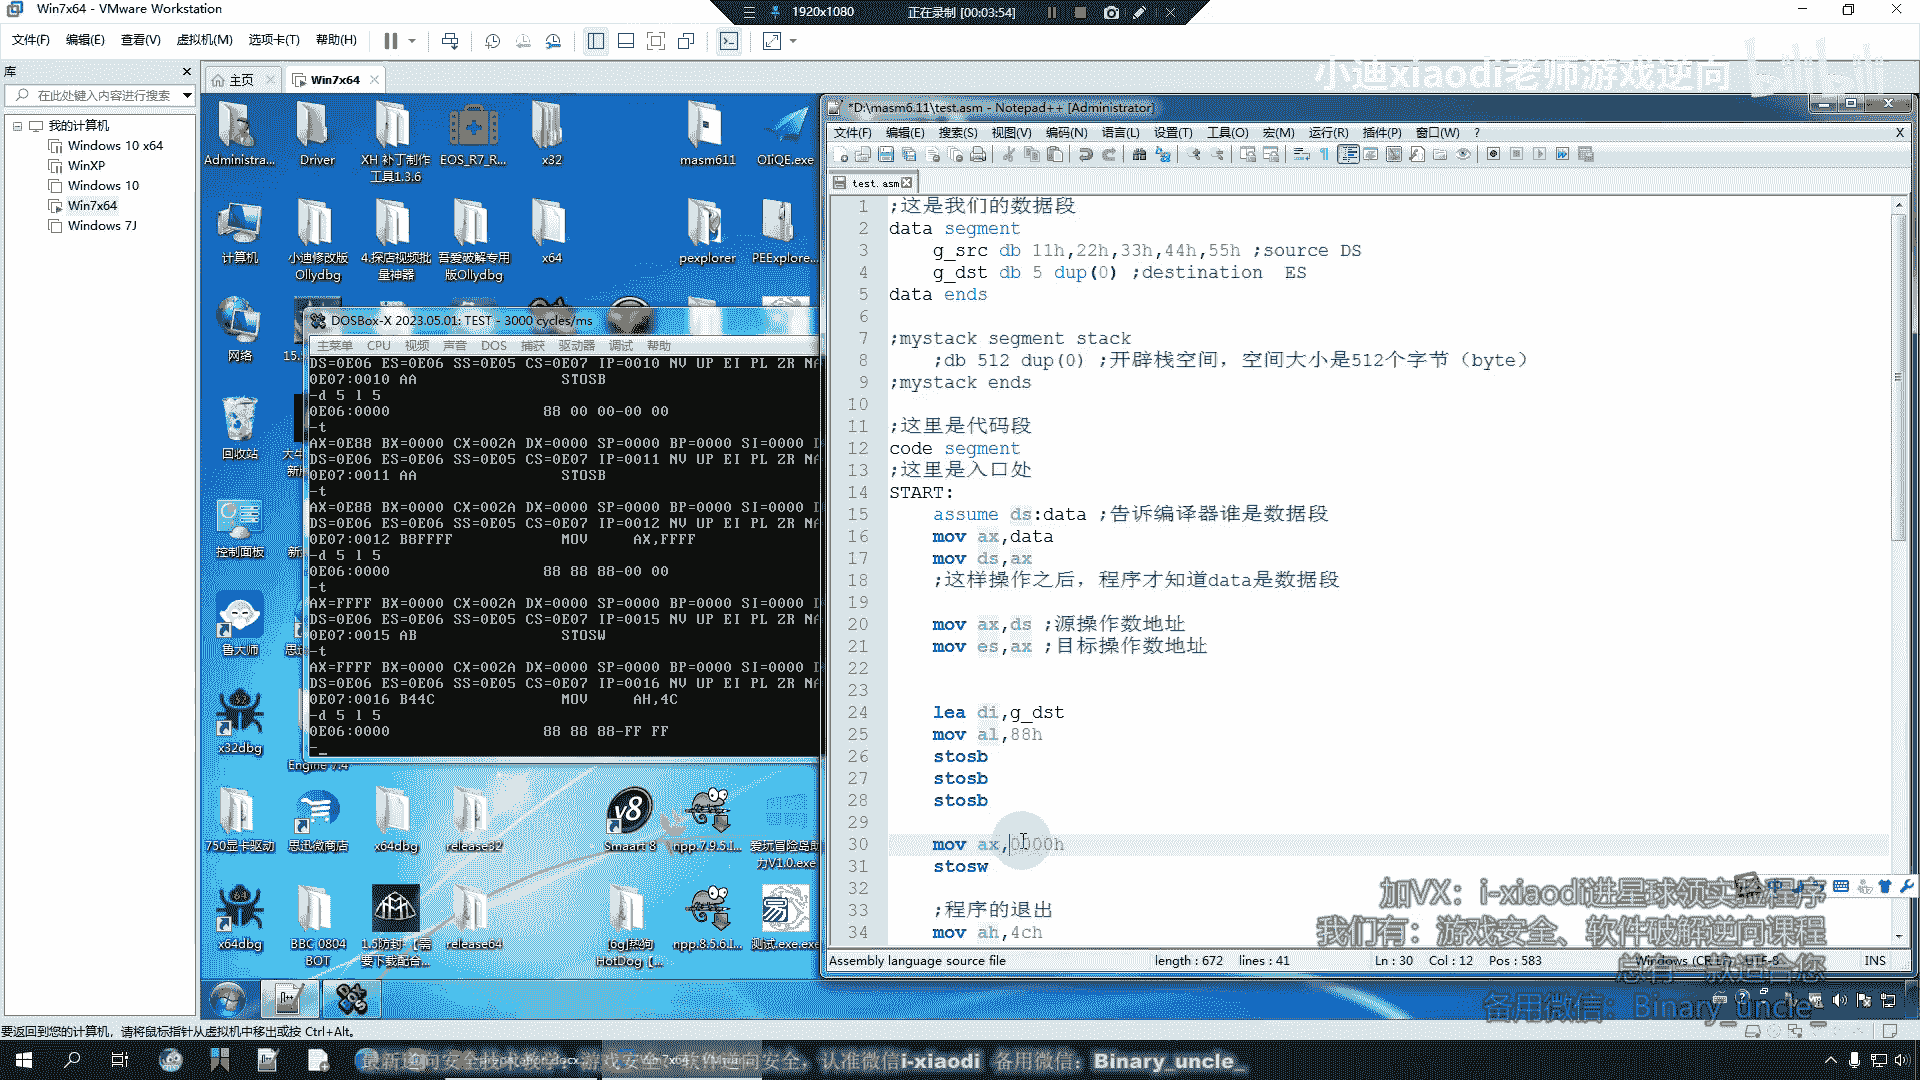 Win7x64 - VMware Workstation
1920x1080 正在录制 [00:03:54]
文件(F) 编辑(E) 查看(V) 虚拟机(M) 选项卡(T) 帮助(H)
小迪xiaodi老师游戏逆向
库
在此处键入内容进行搜索
我的计算机
Windows 10 x64
WinXP
Windows 10
Win7x64
Windows 7J
主页 Win7x64
Administra... Driver XH 补丁制作工具1.3.6 EOS_R7_R... x32 masm611 OllyICE.exe
计算机 小迪修改版Ollydbg 4.探店视频批量神器 吾爱破解专用版Ollydbg x64 pexplorer PEExplore...
网络
回收站
控制面板
鲁大师
x32dbg Engine 7.4
750显卡驱动 思迅微商店 x64dbg release32 Smaart 8 npp.7.9.5.I... 爱玩冒险岛助力V1.0.exe
x64dbg BBC 0804 BOT release64 HotDog npp.8.5.6.I... 测试.exe.exe
DOSBox-X 2023.05.01: TEST - 3000 cycles/ms
主菜单 CPU 视频 声音 DOS 捕获 驱动器 调试 帮助
DS=0E06 ES=0E06 SS=0E05 CS=0E07 IP=0010 NV UP EI PL ZR NA
0E07:0010 AA STOSB
-d 5 l 5
0E06:0000 88 00 00-00 00
-t
AX=0E88 BX=0000 CX=002A DX=0000 SP=0000 BP=0000 SI=0000 D
DS=0E06 ES=0E06 SS=0E05 CS=0E07 IP=0011 NV UP EI PL ZR NA
0E07:0011 AA STOSB
-t
AX=0E88 BX=0000 CX=002A DX=0000 SP=0000 BP=0000 SI=0000 D
DS=0E06 ES=0E06 SS=0E05 CS=0E07 IP=0012 NV UP EI PL ZR NA
0E07:0012 B8FFFF MOV AX,FFFF
-d 5 l 5
0E06:0000 88 88 88-00 00
-t
AX=FFFF BX=0000 CX=002A DX=0000 SP=0000 BP=0000 SI=0000 D
DS=0E06 ES=0E06 SS=0E05 CS=0E07 IP=0015 NV UP EI PL ZR NA
0E07:0015 AB STOSW
-t
AX=FFFF BX=0000 CX=002A DX=0000 SP=0000 BP=0000 SI=0000 D
DS=0E06 ES=0E06 SS=0E05 CS=0E07 IP=0016 NV UP EI PL ZR NA
0E07:0016 B44C MOV AH,4C
-d 5 l 5
0E06:0000 88 88 88-FF FF
-_
*D:\masm6.11\test.asm - Notepad++ [Administrator]
文件(F) 编辑(E) 搜索(S) 视图(V) 编码(N) 语言(L) 设置(T) 工具(O) 宏(M) 运行(R) 插件(P) 窗口(W) ? X
test.asm
1 ;这是我们的数据段
2 data segment
3 g_src db 11h,22h,33h,44h,55h ;source DS
4 g_dst db 5 dup(0) ;destination ES
5 data ends
6
7 ;mystack segment stack
8 ;db 512 dup(0) ;开辟栈空间，空间大小是512个字节（byte）
9 ;mystack ends
10
11 ;这里是代码段
12 code segment
13 ;这里是入口处
14 START:
15 assume ds:data ;告诉编译器谁是数据段
16 mov ax,data
17 mov ds,ax
18 ;这样操作之后，程序才知道data是数据段
19
20 mov ax,ds ;源操作数地址
21 mov es,ax ;目标操作数地址
22
23
24 lea di,g_dst
25 mov al,88h
26 stosb
27 stosb
28 stosb
29
30 mov ax,0000h
31 stosw
32
33 ;程序的退出
34 mov ah,4ch
加VX：i-xiaodi进星球领实战程序
我们有：游戏安全、软件破解逆向课程
总有一款适合您
备用微信：Binary_uncle_
Assembly language source file length : 672 lines : 41 Ln : 30 Col : 12 Pos : 583 Windows (CR LF) UTF-8 INS
要返回到您的计算机，请将鼠标指针从虚拟机中移出或按 Ctrl+Alt。
最新逆向安全技术教学：游戏安全、软件逆向安全，认准微信i-xiaodi 备用微信：Binary_uncle_